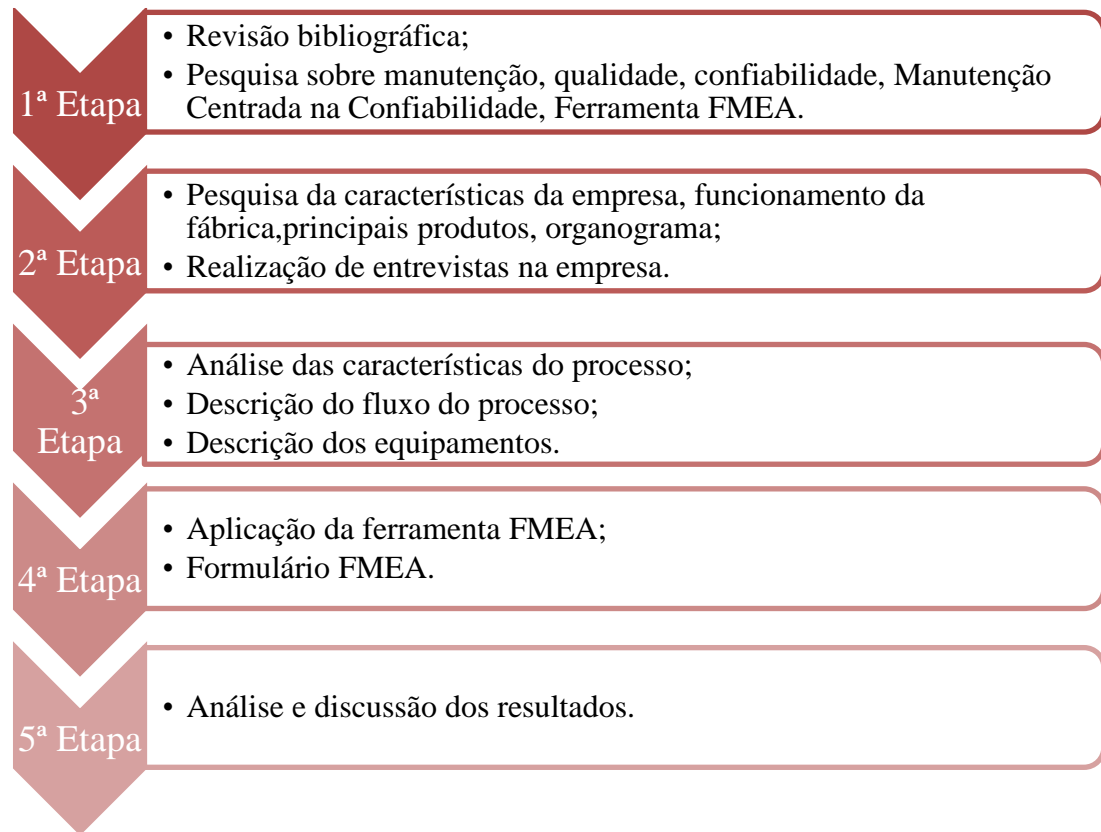 1ª Etapa
• Revisão bibliográfica;
• Pesquisa sobre manutenção, qualidade, confiabilidade, Manutenção
Centrada na Confiabilidade, Ferramenta FMEA.
2ª Etapa
• Pesquisa da características da empresa, funcionamento da
fábrica,principais produtos, organograma;
• Realização de entrevistas na empresa.
3ª
Etapa
• Análise das características do processo;
• Descrição do fluxo do processo;
• Descrição dos equipamentos.
4ª Etapa
• Aplicação da ferramenta FMEA;
• Formulário FMEA.
5ª Etapa
• Análise e discussão dos resultados.